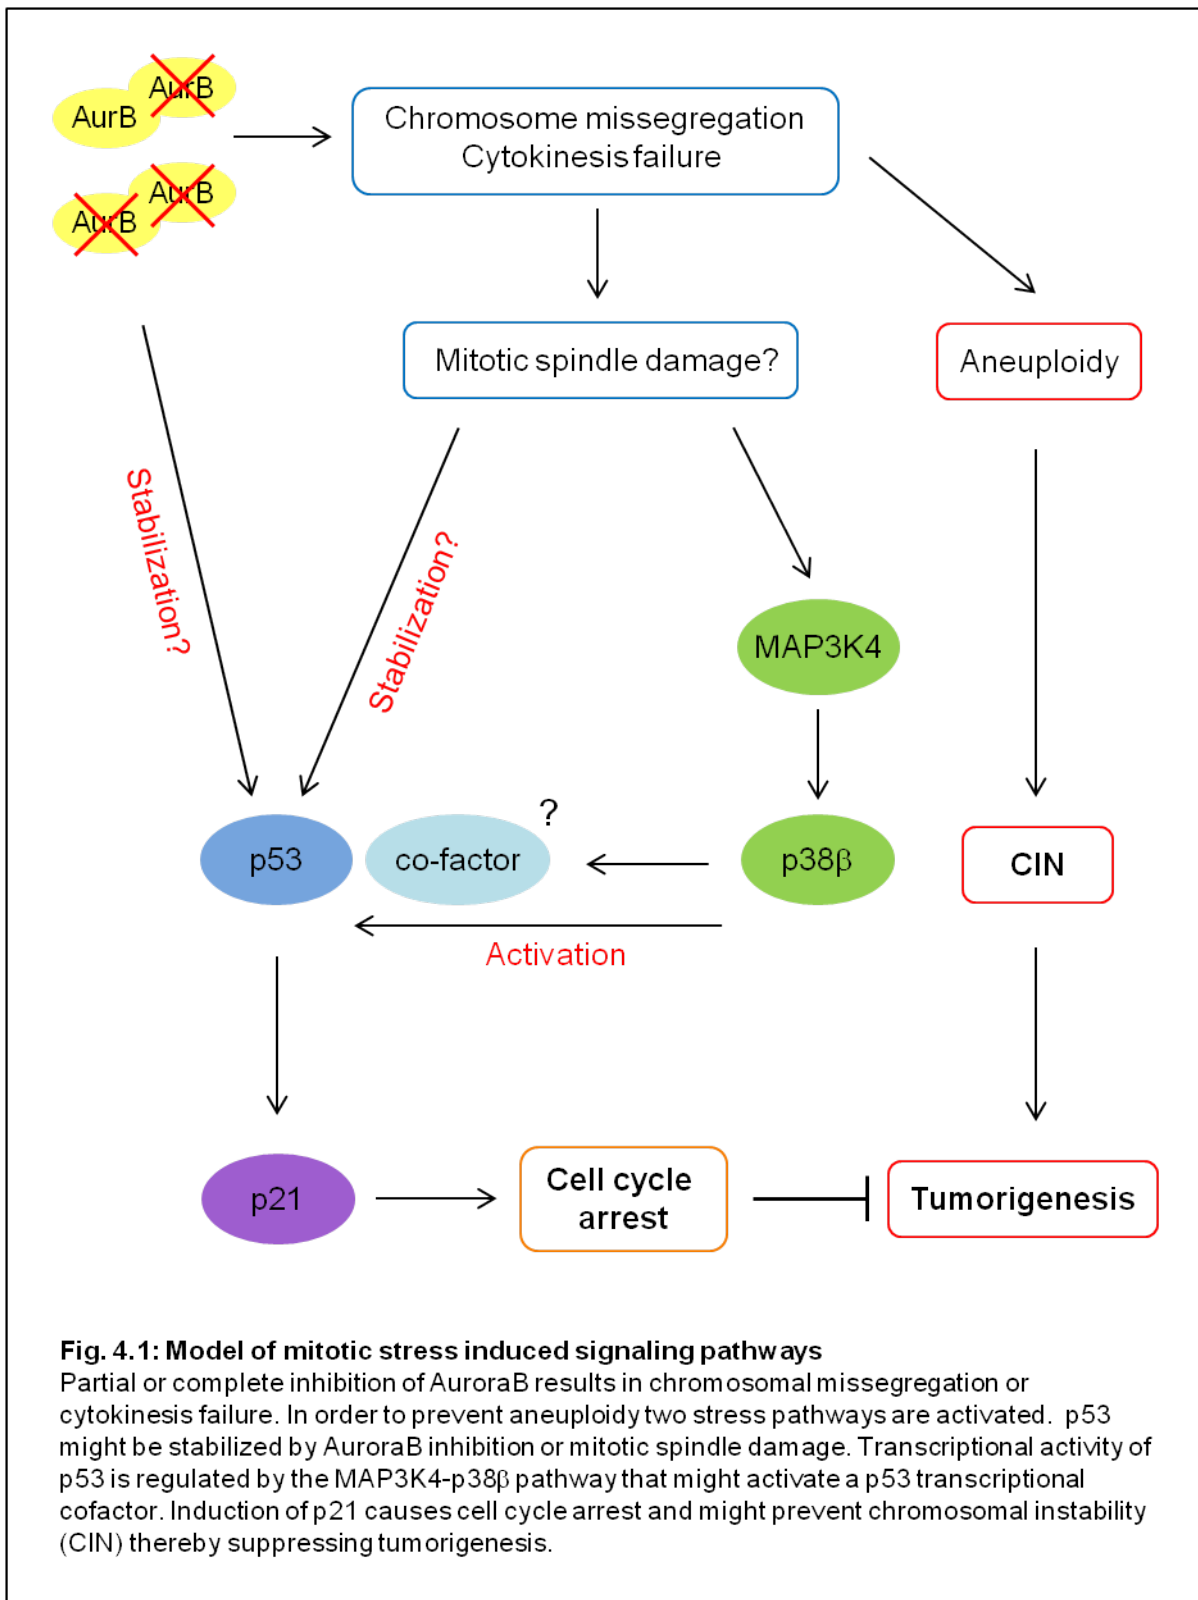 AurB
AurB
AurB
AurB
Chromosome missegregation
Cytokinesis failure
Mitotic spindle damage?
Aneuploidy
Stabilization?
Stabilization?
MAP3K4
?
p53
co-factor
p38β
CIN
Activation
p21
Cell cycle
arrest
Tumorigenesis
Fig. 4.1: Model of mitotic stress induced signaling pathways
Partial or complete inhibition of AuroraB results in chromosomal missegregation or
cytokinesis failure. In order to prevent aneuploidy two stress pathways are activated. p53
might be stabilized by AuroraB inhibition or mitotic spindle damage. Transcriptional activity of
p53 is regulated by the MAP3K4-p38β pathway that might activate a p53 transcriptional
cofactor. Induction of p21 causes cell cycle arrest and might prevent chromosomal instability
(CIN) thereby suppressing tumorigenesis.